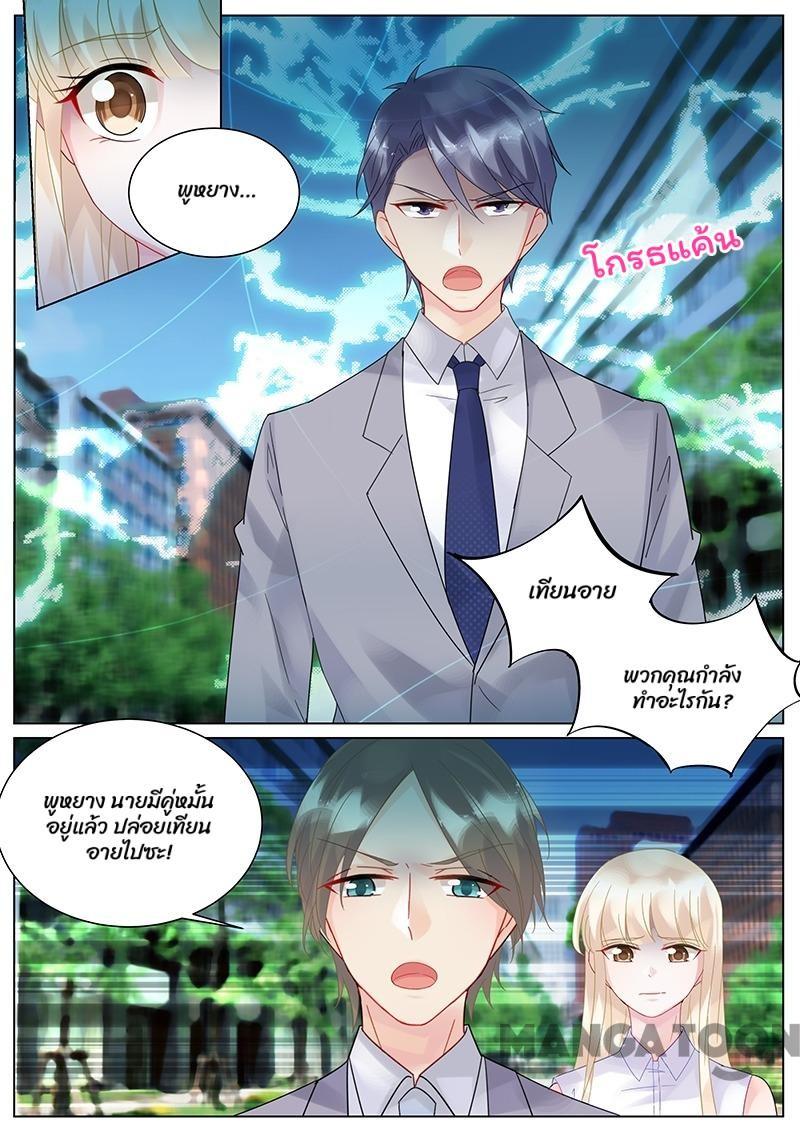 พูหยาง...
โกรธแค้น
เทียนอาย
พวกคุณกำลัง
ทำอะไรกัน?
พูหยาง นายมีคู่หมั้น
อยู่แล้ว ปล่อยเทียน
อายไปซะ!
MANGATOON